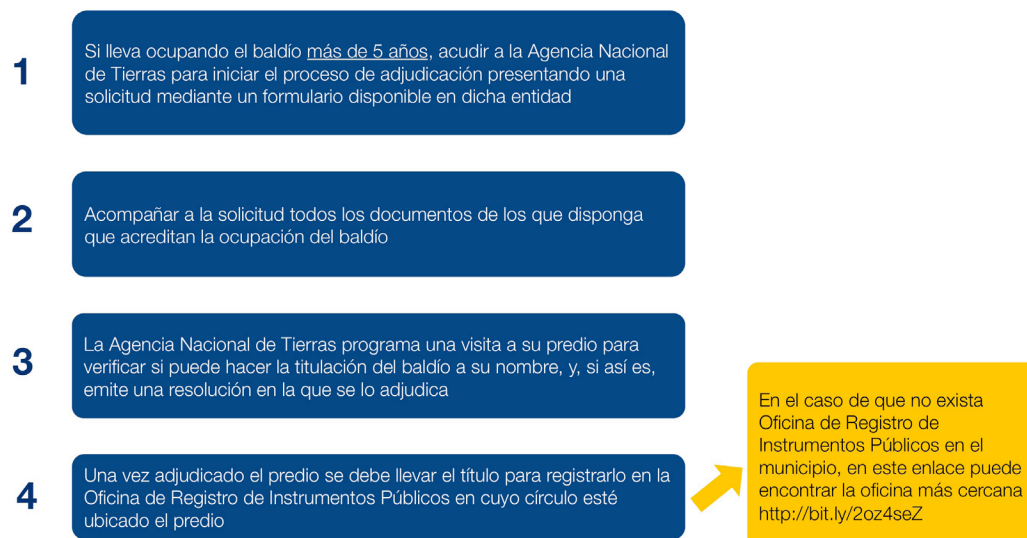 1
Si lleva ocupando el baldío más de 5 años, acudir a la Agencia Nacional
de Tierras para iniciar el proceso de adjudicación presentando una
solicitud mediante un formulario disponible en dicha entidad
2
Acompañar a la solicitud todos los documentos de los que disponga
que acreditan la ocupación del baldío
3
La Agencia Nacional de Tierras programa una visita a su predio para
verificar si puede hacer la titulación del baldío a su nombre, y, si así es,
emite una resolución en la que se lo adjudica
4
Una vez adjudicado el predio se debe llevar el título para registrarlo en la
Oficina de Registro de Instrumentos Públicos en cuyo círculo esté
ubicado el predio
En el caso de que no exista
Oficina de Registro de
Instrumentos Públicos en el
municipio, en este enlace puede
encontrar la oficina más cercana
http://bit.ly/2oz4seZ